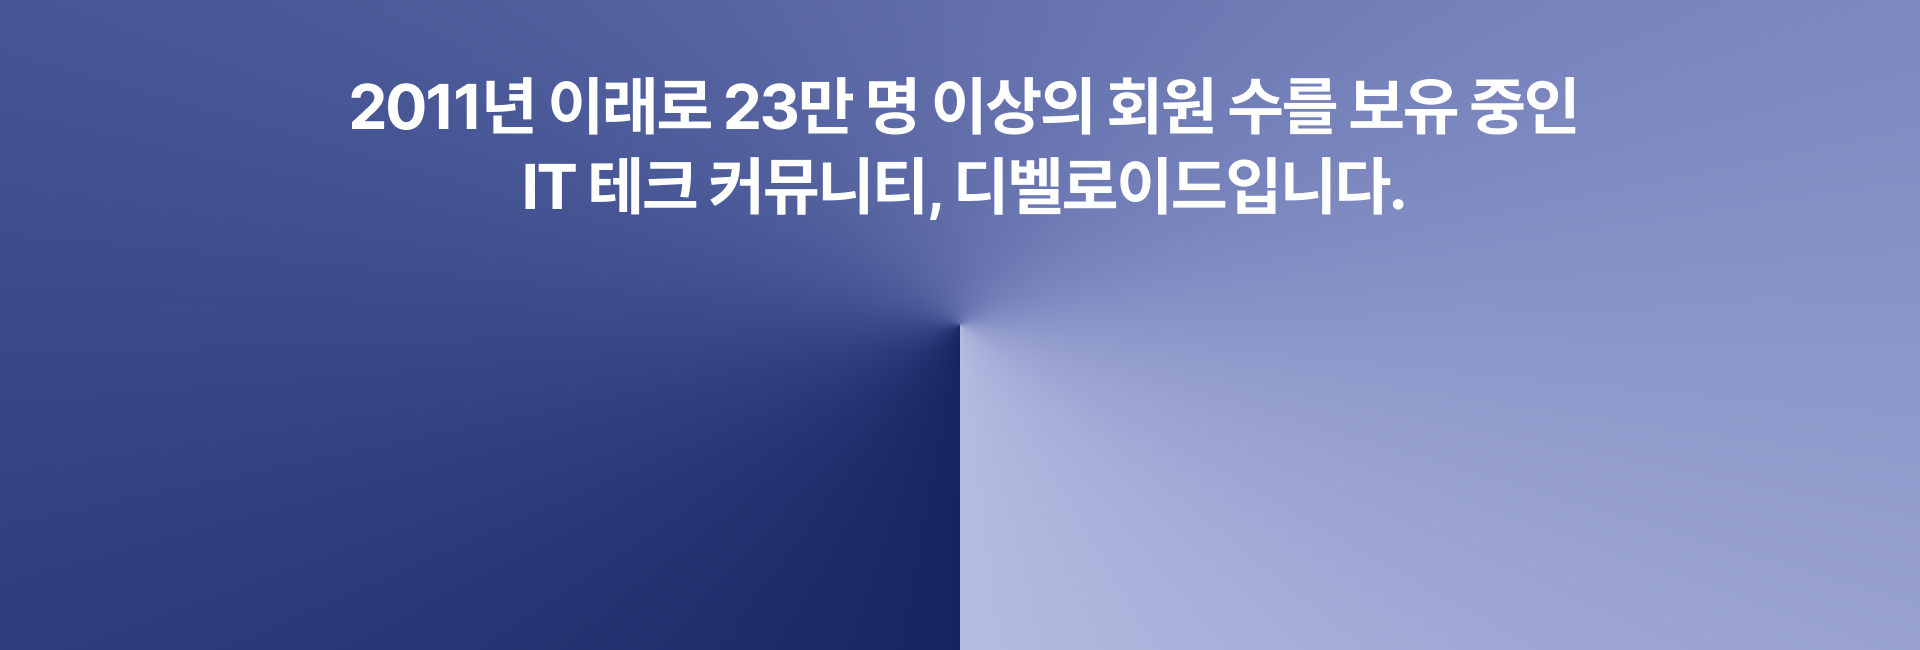 2011년 이래로 23만 명 이상의 회원 수를 보유 중인
IT 테크 커뮤니티, 디벨로이드입니다.